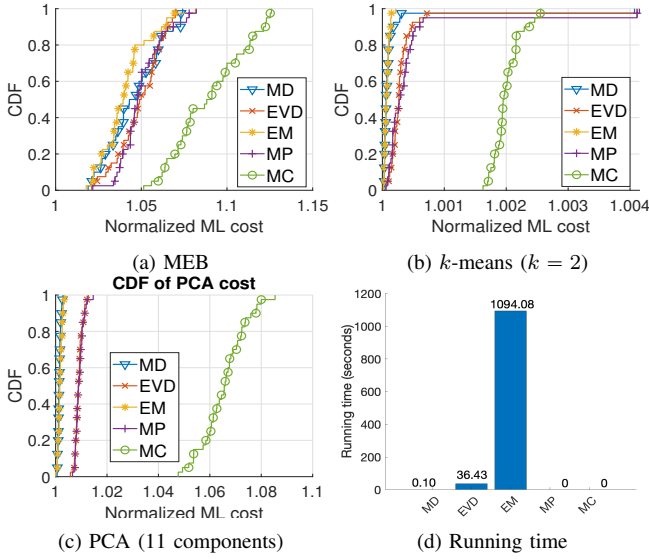 1
0.8
0.6
0.4
0.2
0
CDF
MD
EVD
EM
MP
MC
1 1.05 1.1 1.15
Normalized ML cost
(a) MEB
1
0.8
0.6
0.4
0.2
0
CDF
MD
EVD
EM
MP
MC
1 1.001 1.002 1.003 1.004
Normalized ML cost
(b) k-means (k = 2)
CDF of PCA cost
1
0.8
0.6
0.4
0.2
0
CDF
MD
EVD
EM
MP
MC
1 1.02 1.04 1.06 1.08 1.1
Normalized ML cost
(c) PCA (11 components)
1200
1000
800
600
400
200
0
Running time (seconds)
0.10 36.43 1094.08 0 0
MD EVD EM MP MC
(d) Running time